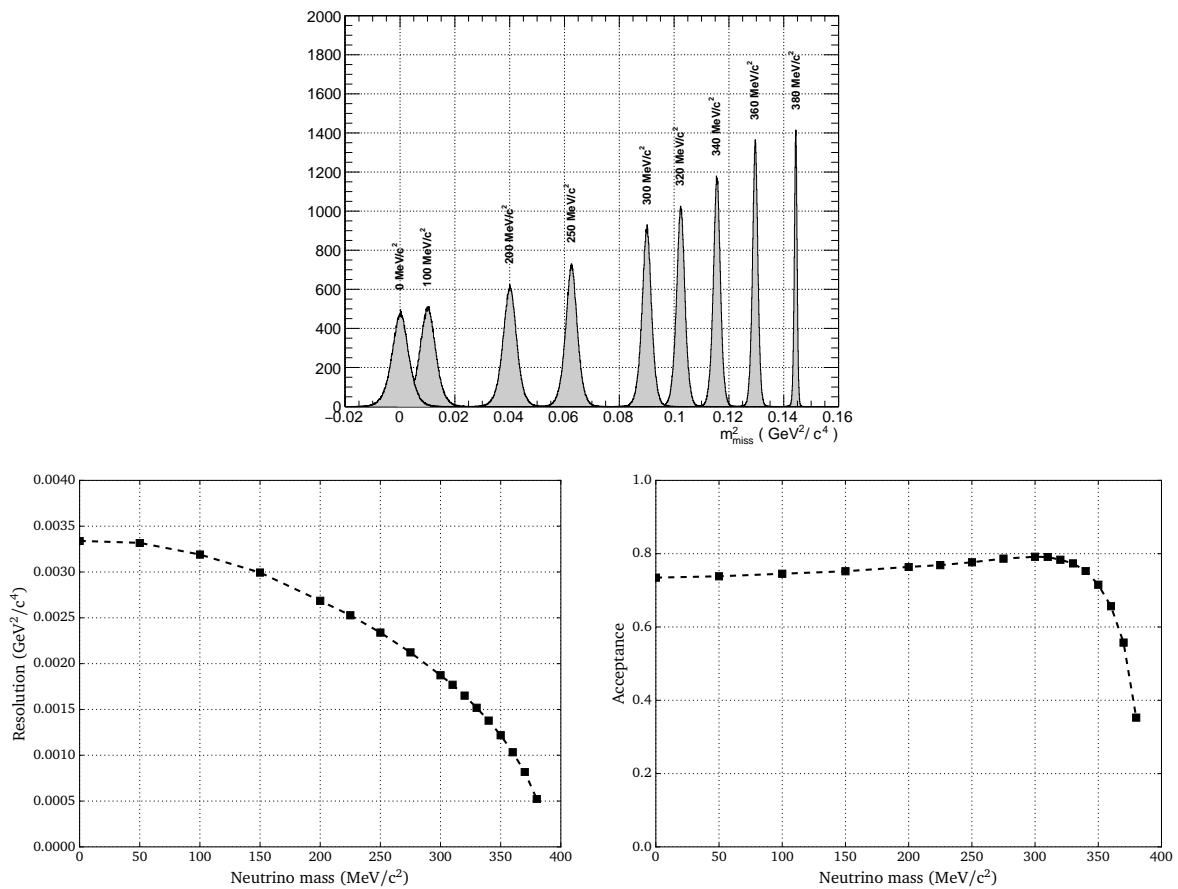 2000
1800
1600
1400
1200
1000
800
600
400
200
0
0 MeV/c²
100 MeV/c²
200 MeV/c²
250 MeV/c²
300 MeV/c²
320 MeV/c²
340 MeV/c²
360 MeV/c²
380 MeV/c²
−0.02 0 0.02 0.04 0.06 0.08 0.1 0.12 0.14 0.16
m²miss ( GeV²/ c⁴ )
Resolution (GeV²/c⁴)
0.0040
0.0035
0.0030
0.0025
0.0020
0.0015
0.0010
0.0005
0.0000
0 50 100 150 200 250 300 350 400
Neutrino mass (MeV/c²)
Acceptance
1.0
0.8
0.6
0.4
0.2
0.0
0 50 100 150 200 250 300 350 400
Neutrino mass (MeV/c²)